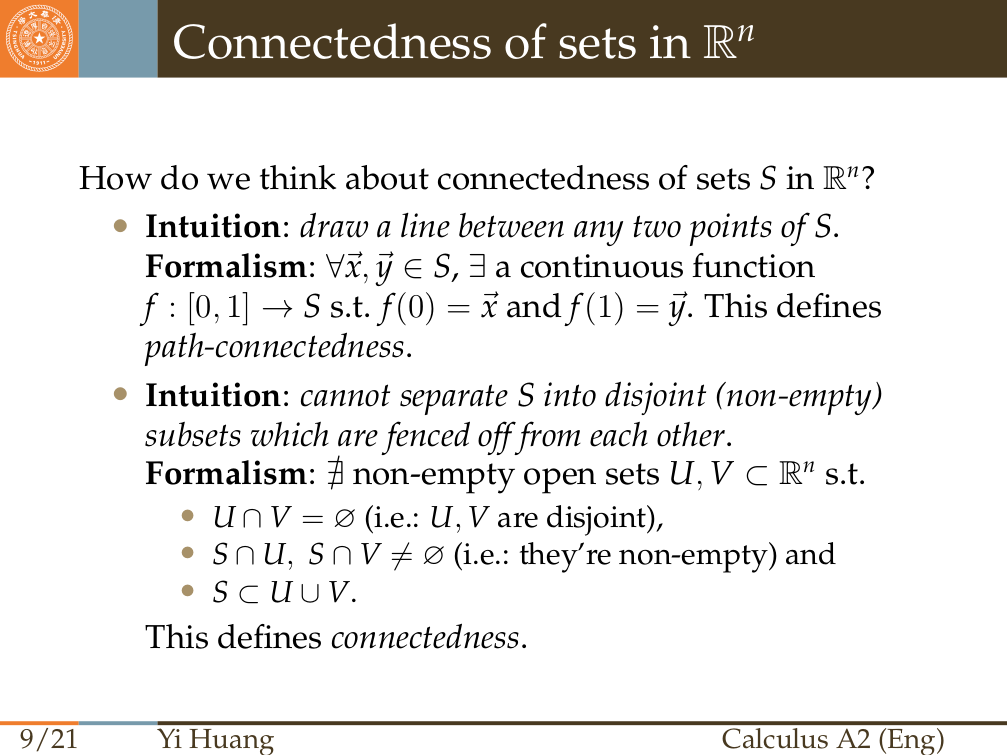 Connectedness of sets in ℝⁿ
How do we think about connectedness of sets S in ℝⁿ?
• Intuition: draw a line between any two points of S.
Formalism: ∀x⃗, y⃗ ∈ S, ∃ a continuous function
f : [0, 1] → S s.t. f(0) = x⃗ and f(1) = y⃗. This defines
path-connectedness.
• Intuition: cannot separate S into disjoint (non-empty)
subsets which are fenced off from each other.
Formalism: ∄ non-empty open sets U, V ⊂ ℝⁿ s.t.
• U ∩ V = ∅ (i.e.: U, V are disjoint),
• S ∩ U, S ∩ V ≠ ∅ (i.e.: they're non-empty) and
• S ⊂ U ∪ V.
This defines connectedness.
9/21 Yi Huang Calculus A2 (Eng)